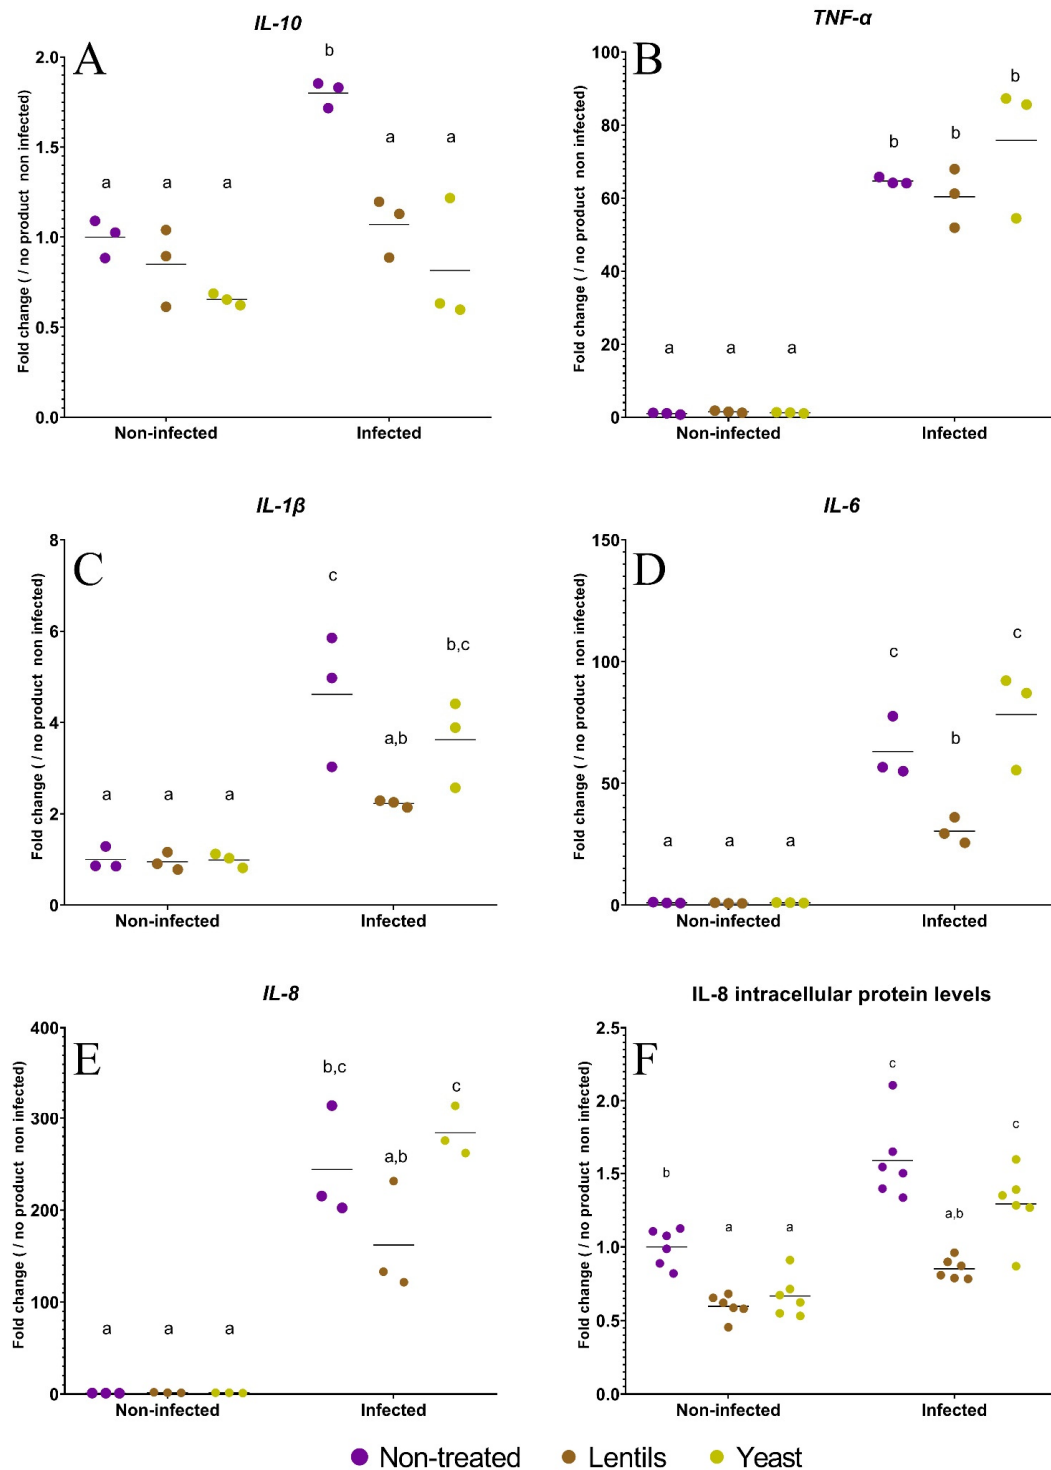 IL-10
A
Fold change ( / no product non infected)
2.0
1.5
1.0
0.5
0.0
a
a
a
b
a
a
Non-infected
Infected
TNF-α
B
Fold change ( / no product non infected)
100
80
60
40
20
0
a
a
a
b
b
b
Non-infected
Infected
IL-1β
C
Fold change ( / no product non infected)
8
6
4
2
0
a
a
a
c
a,b
b,c
Non-infected
Infected
IL-6
D
Fold change ( / no product non infected)
150
100
50
0
a
a
a
c
b
c
Non-infected
Infected
IL-8
E
Fold change ( / no product non infected)
400
300
200
100
0
a
a
a
b,c
a,b
c
Non-infected
Infected
IL-8 intracellular protein levels
F
Fold change ( / no product non infected)
2.5
2.0
1.5
1.0
0.5
0.0
b
a
a
c
a,b
c
Non-infected
Infected
Non-treated
Lentils
Yeast